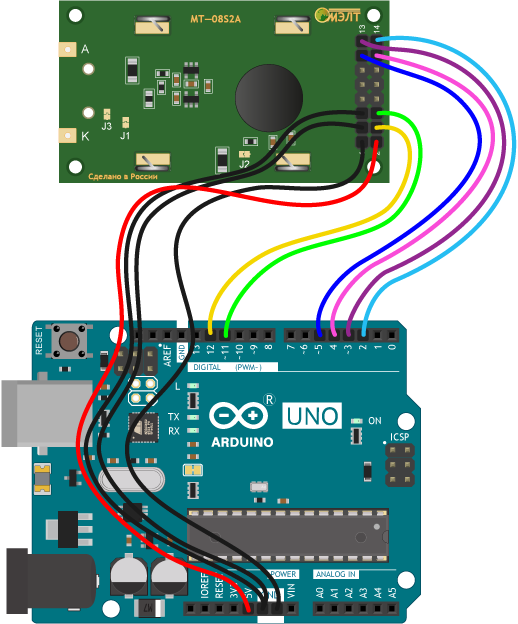 MT-08S2A
МЭЛТ
13
14
A
K
J3
J1
J2
Сделано в России
RESET
AREF
GND
13
12
~11
~10
~9
8
7
~6
~5
4
~3
2
1
0
DIGITAL (PWM~)
L
TX
RX
®
UNO
ARDUINO
ON
ICSP
POWER
ANALOG IN
IOREF
RESET
3V3
5V
GND
VIN
A0
A1
A2
A3
A4
A5